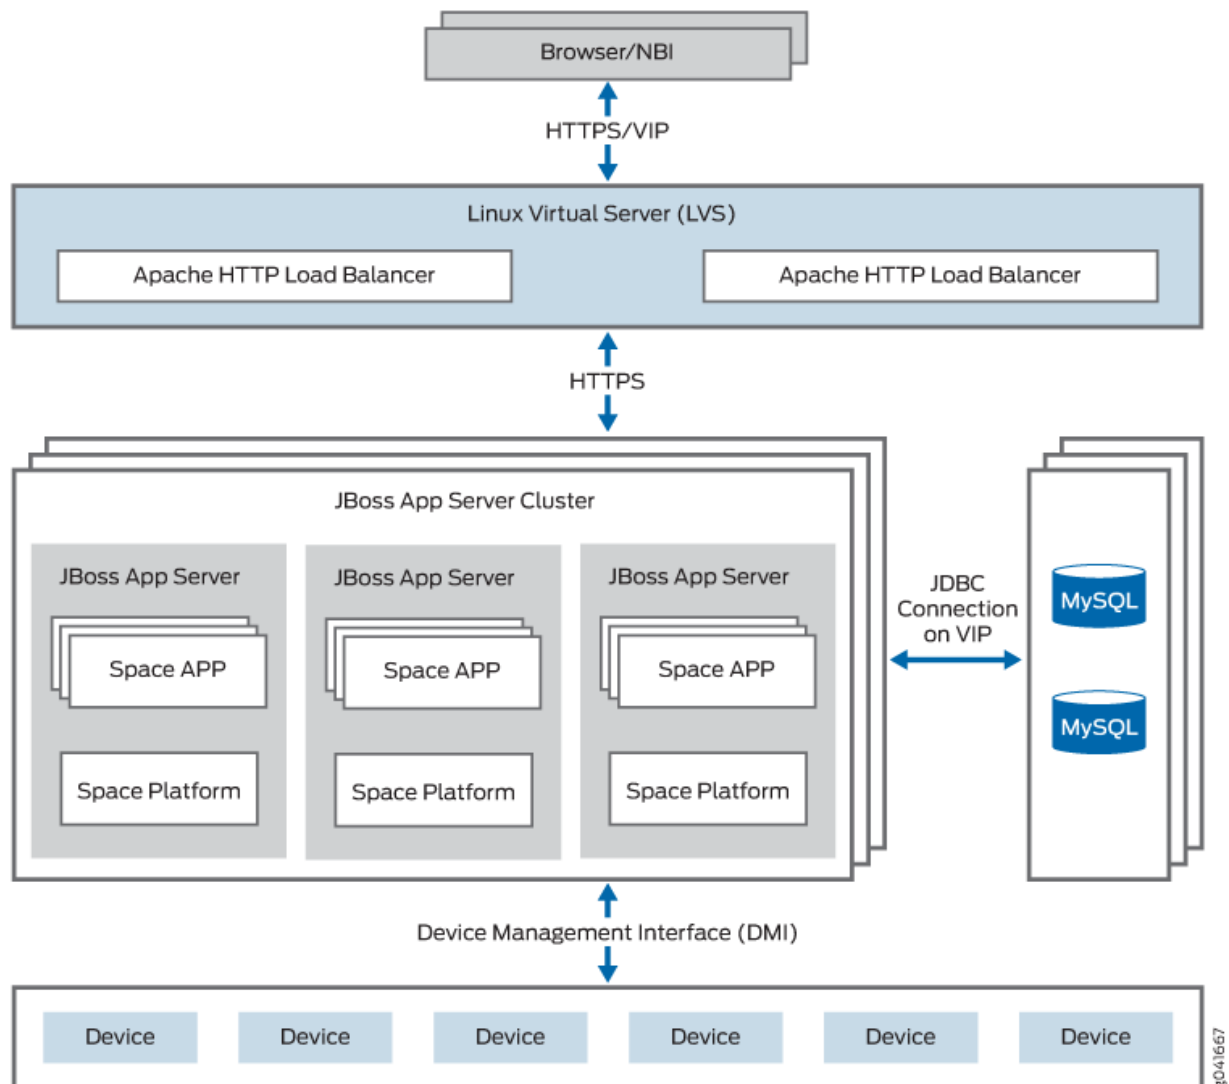 Browser/NBI
HTTPS/VIP
Linux Virtual Server (LVS)
Apache HTTP Load Balancer
Apache HTTP Load Balancer
HTTPS
JBoss App Server Cluster
JBoss App Server
Space APP
Space Platform
JBoss App Server
Space APP
Space Platform
JBoss App Server
Space APP
Space Platform
JDBC
Connection
on VIP
MySQL
MySQL
Device Management Interface (DMI)
Device
Device
Device
Device
Device
Device